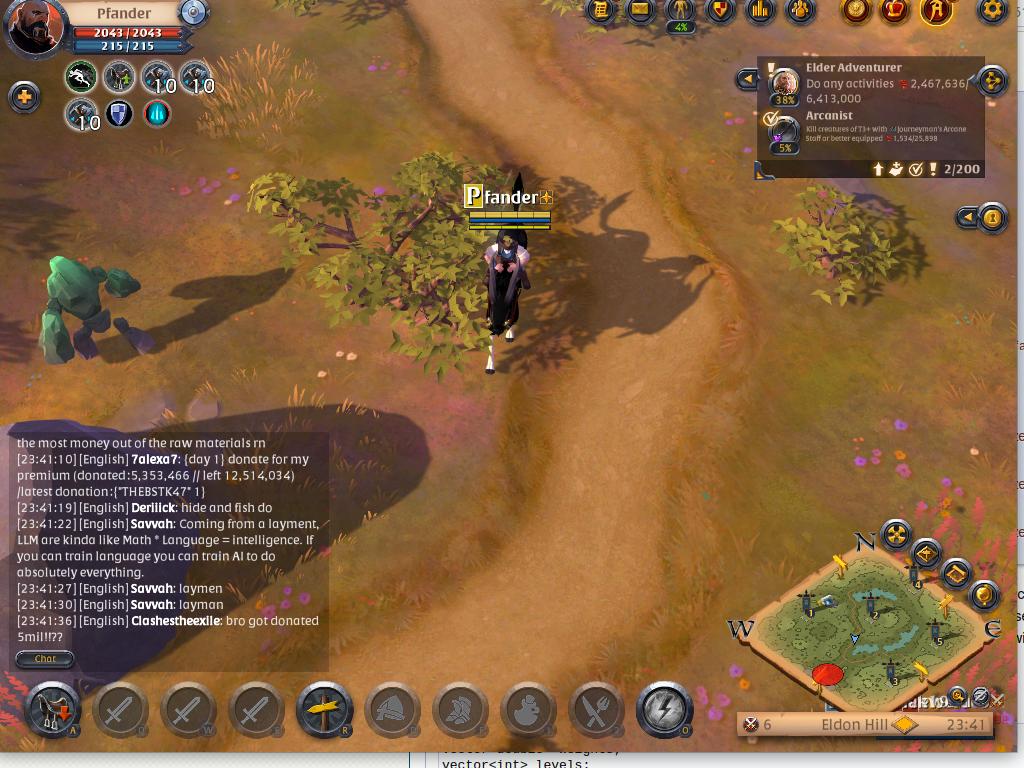 Pfander
2043 / 2043
215 / 215
4%
10
10
10
Elder Adventurer
Do any activities 2,467,636/
6,413,000
38%
Arcanist
Kill creatures of T3+ with Journeyman's Arcane
Staff or better equipped 1,534/25,898
5%
2/200
Pfander
the most money out of the raw materials rn
[23:41:10] [English] 7alexa7: {day 1} donate for my
premium (donated:5,353,466 // left 12,514,034)
/latest donation:{"THEBSTK47" 1}
[23:41:19] [English] Deriick: hide and fish do
[23:41:22] [English] Savvah: Coming from a layment,
LLM are kinda like Math * Language = intelligence. If
you can train language you can train AI to do
absolutely everything.
[23:41:27] [English] Savvah: laymen
[23:41:30] [English] Savvah: layman
[23:41:36] [English] Clashestheexile: bro got donated
5mil!!??
Chat
N
W
E
1
2
3
4
5
A
Q
W
E
R
D
F
O
6
Eldon Hill
23:41
vector<int> levels;